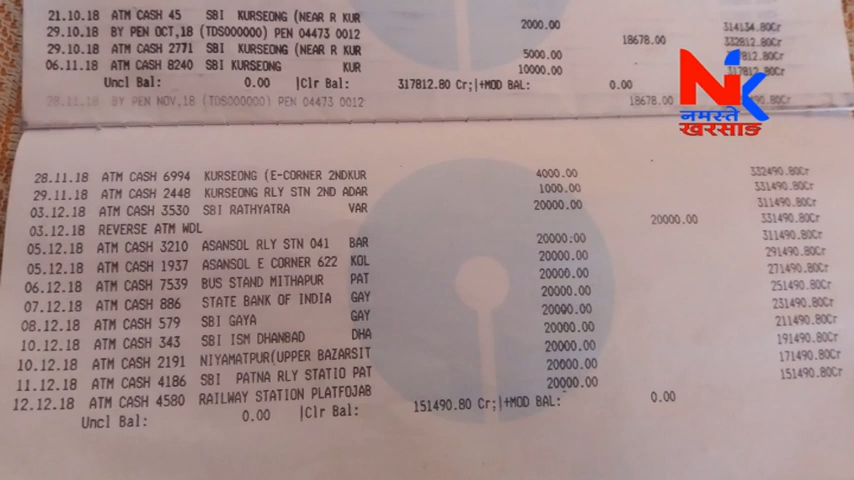 21.10.18 ATM CASH 45 SBI KURSEONG (NEAR R KUR 2000.00 314134.80Cr
29.10.18 BY PEN OCT,18 (TDS000000) PEN 04473 0012 18678.00 332812.80Cr
29.10.18 ATM CASH 2771 SBI KURSEONG (NEAR R KUR 5000.00 812.80Cr
06.11.18 ATM CASH 8240 SBI KURSEONG KUR 10000.00 317812.80Cr
Uncl Bal: 0.00 |Clr Bal: 317812.80 Cr;|+MOD BAL: 0.00
28.11.18 BY PEN NOV,18 (TDS000000) PEN 04473 0012 18678.00 490.80Cr
NK
नमस्ते
खरसाङ
28.11.18 ATM CASH 6994 KURSEONG (E-CORNER 2NDKUR 4000.00 332490.80Cr
29.11.18 ATM CASH 2448 KURSEONG RLY STN 2ND ADAR 1000.00 331490.80Cr
03.12.18 ATM CASH 3530 SBI RATHYATRA VAR 20000.00 311490.80Cr
03.12.18 REVERSE ATM WDL 20000.00 331490.80Cr
05.12.18 ATM CASH 3210 ASANSOL RLY STN 041 BAR 20000.00 311490.80Cr
05.12.18 ATM CASH 1937 ASANSOL E CORNER 622 KOL 20000.00 291490.80Cr
06.12.18 ATM CASH 7539 BUS STAND MITHAPUR PAT 20000.00 271490.80Cr
07.12.18 ATM CASH 886 STATE BANK OF INDIA GAY 20000.00 251490.80Cr
08.12.18 ATM CASH 579 SBI GAYA GAY 20000.00 231490.80Cr
10.12.18 ATM CASH 343 SBI ISM DHANBAD DHA 20000.00 211490.80Cr
10.12.18 ATM CASH 2191 NIYAMATPUR(UPPER BAZARSIT 20000.00 191490.80Cr
11.12.18 ATM CASH 4186 SBI PATNA RLY STATIO PAT 20000.00 171490.80Cr
12.12.18 ATM CASH 4580 RAILWAY STATION PLATFOJAB 20000.00 151490.80Cr
Uncl Bal: 0.00 |Clr Bal: 151490.80 Cr;|+MOD BAL: 0.00